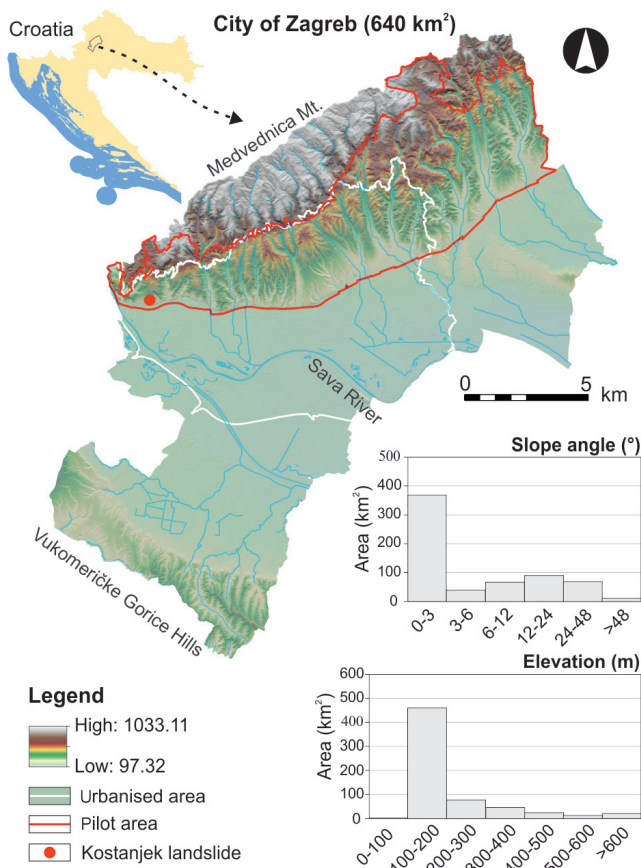 City of Zagreb (640 km²)
Croatia
Medvednica Mt.
Sava River
0 5
km
Vukomeričke Gorice Hills
Slope angle (°)
Area (km²)
500
400
300
200
100
0
0-3 3-6 6-12 12-24 24-48 >48
Elevation (m)
Area (km²)
600
500
400
300
200
100
0
0-100 100-200 200-300 300-400 400-500 500-600 >600
Legend
High: 1033.11
Low: 97.32
Urbanised area
Pilot area
Kostanjek landslide